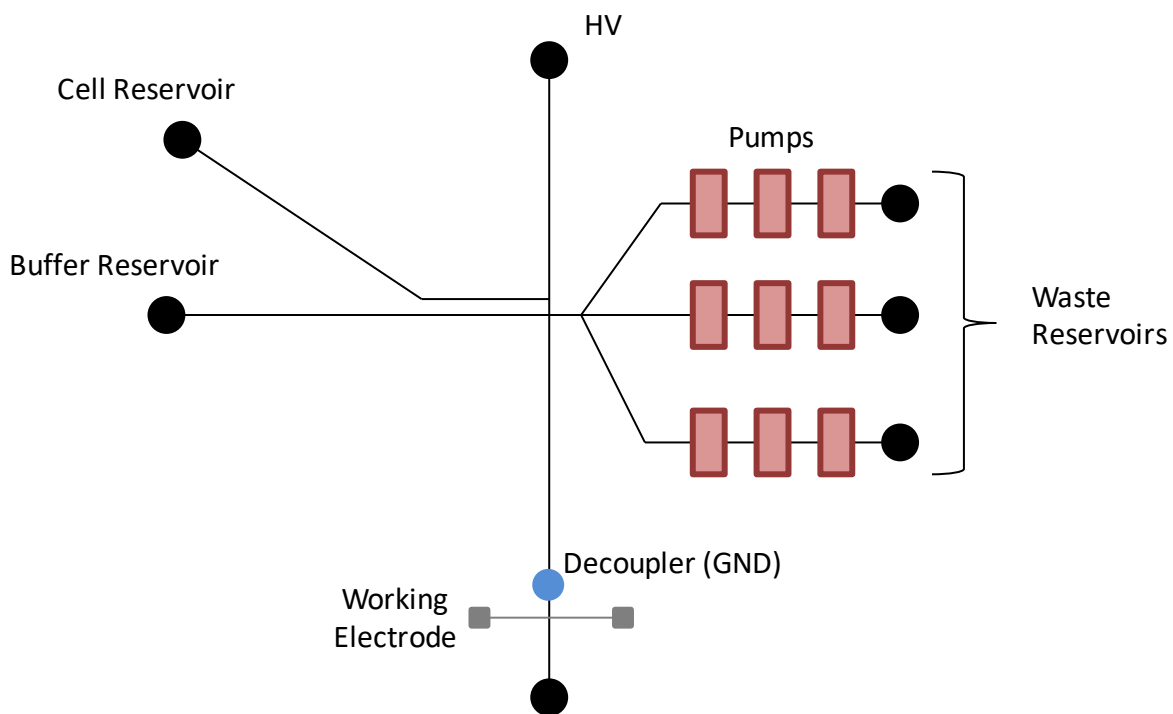 HV
Cell Reservoir
Pumps
Buffer Reservoir
Waste
Reservoirs
Decoupler (GND)
Working
Electrode